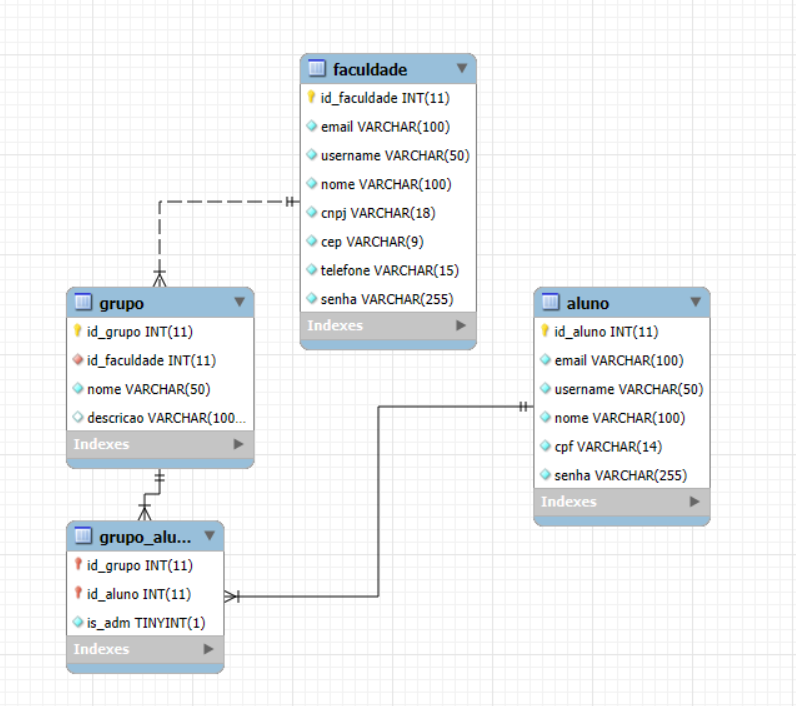 faculdade
id_faculdade INT(11)
email VARCHAR(100)
username VARCHAR(50)
nome VARCHAR(100)
cnpj VARCHAR(18)
cep VARCHAR(9)
telefone VARCHAR(15)
senha VARCHAR(255)
Indexes
grupo
id_grupo INT(11)
id_faculdade INT(11)
nome VARCHAR(50)
descricao VARCHAR(100...
Indexes
aluno
id_aluno INT(11)
email VARCHAR(100)
username VARCHAR(50)
nome VARCHAR(100)
cpf VARCHAR(14)
senha VARCHAR(255)
Indexes
grupo_alu...
id_grupo INT(11)
id_aluno INT(11)
is_adm TINYINT(1)
Indexes